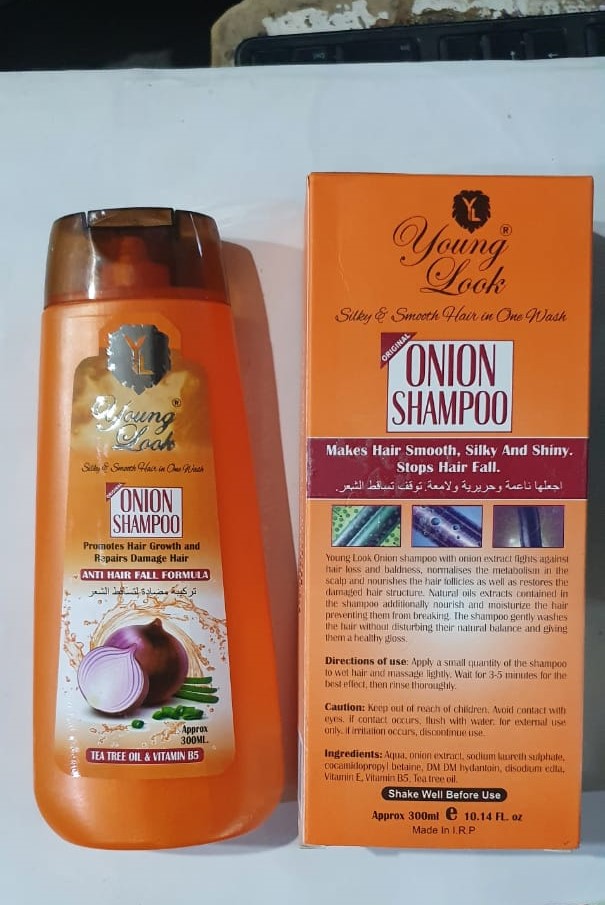 YL
Young®
Look
Silky & Smooth Hair in One Wash
ORIGINAL
ONION
SHAMPOO
Promotes Hair Growth and
Repairs Damage Hair
ANTI HAIR FALL FORMULA
تركيبة مضادة لتساقط الشعر
Approx
300ML.
TEA TREE OIL & VITAMIN B5
YL
Young®
Look
Silky & Smooth Hair in One Wash
ORIGINAL
ONION
SHAMPOO
Makes Hair Smooth, Silky And Shiny.
Stops Hair Fall.
اجعلها ناعمة وحريرية ولامعة. توقف تساقط الشعر.
Young Look Onion shampoo with onion extract fights against
hair loss and baldness, normalises the metabolism in the
scalp and nourishes the hair follicles as well as restores the
damaged hair structure. Natural oils extracts contained in
the shampoo additionally nourish and moisturize the hair
preventing them from breaking. The shampoo gently washes
the hair without disturbing their natural balance and giving
them a healthy gloss.
Directions of use: Apply a small quantity of the shampoo
to wet hair and massage lightly, Wait for 3-5 minutes for the
best effect, then rinse thoroughly.
Caution: Keep out of reach of children. Avoid contact with
eyes, if contact occurs, flush with water, for external use
only, if irritation occurs, discontinue use.
Ingredients: Aqua, onion extract, sodium laureth sulphate,
cocamidopropyl betaine, DM DM hydantoin, disodium edta,
Vitamin E, Vitamin B5, Tea tree oil.
Shake Well Before Use
Approx 300ml e 10.14 FL. oz
Made In I.R.P